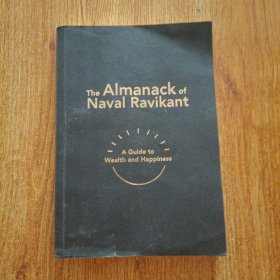 The Almanack of
Naval Ravikant
A Guide to
Wealth and Happiness